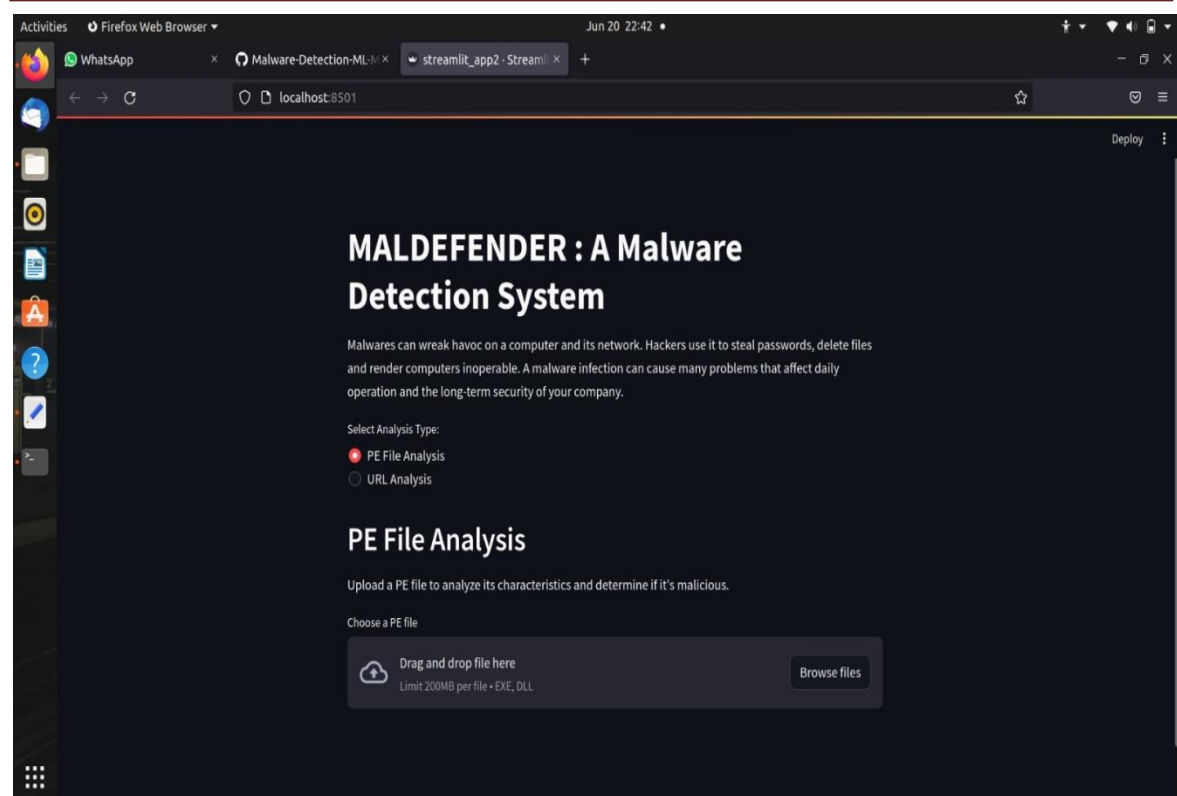 Activities Firefox Web Browser Jun 20 22:42
WhatsApp Malware-Detection-ML-M streamlit_app2 · Streamli
localhost:8501
Deploy
MALDEFENDER : A Malware
Detection System
Malwares can wreak havoc on a computer and its network. Hackers use it to steal passwords, delete files
and render computers inoperable. A malware infection can cause many problems that affect daily
operation and the long-term security of your company.
Select Analysis Type:
PE File Analysis
URL Analysis
PE File Analysis
Upload a PE file to analyze its characteristics and determine if it's malicious.
Choose a PE file
Drag and drop file here
Limit 200MB per file • EXE, DLL
Browse files